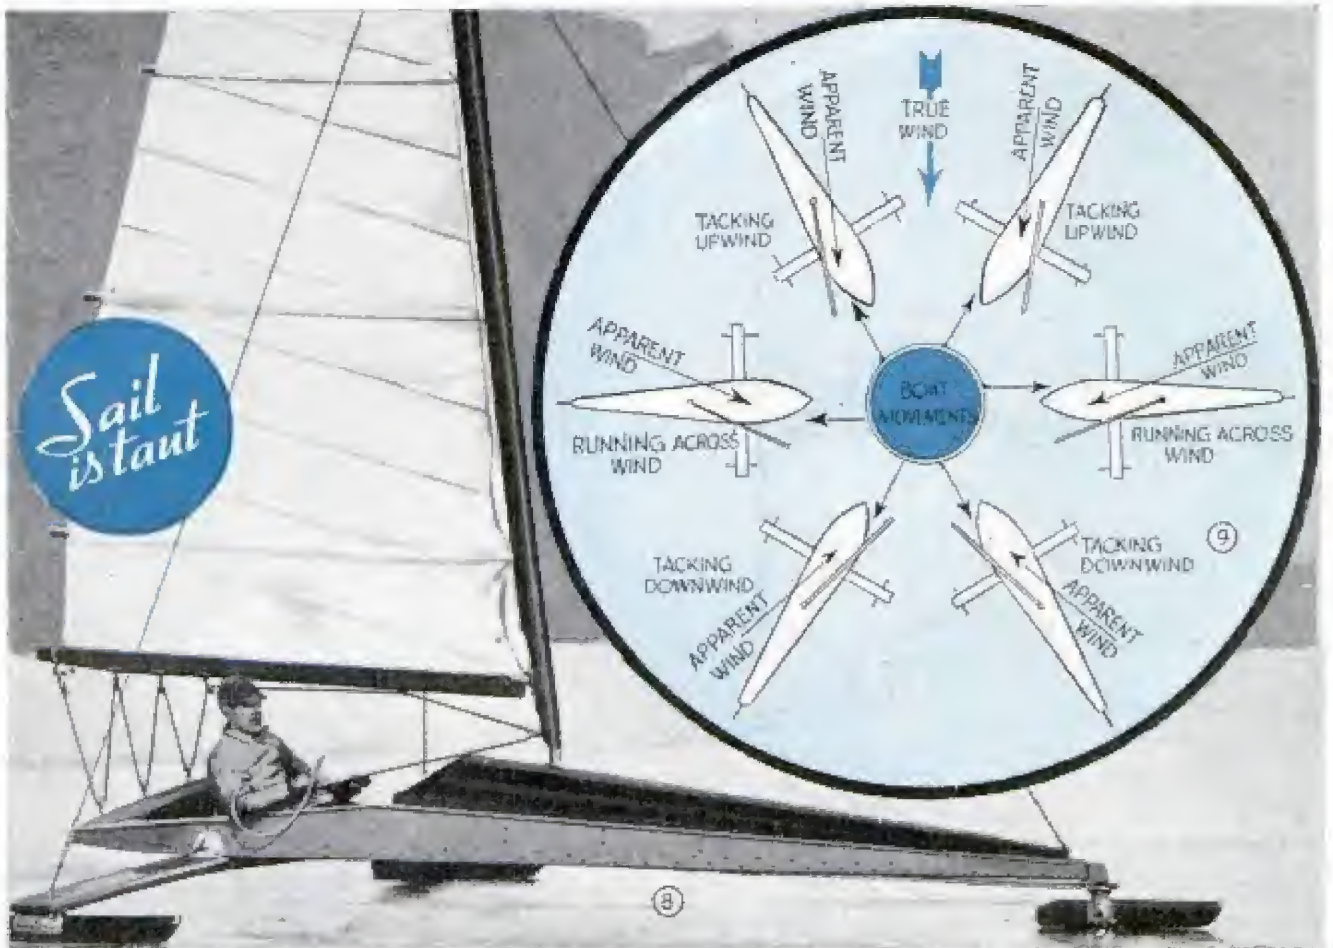 Sail
is taut
TRUE
WIND
APPARENT
WIND
APPARENT
WIND
TACKING
UPWIND
TACKING
UPWIND
APPARENT
WIND
APPARENT
WIND
BOAT
MOVEMENTS
RUNNING ACROSS
WIND
RUNNING ACROSS
WIND
TACKING
DOWNWIND
TACKING
DOWNWIND
APPARENT
WIND
APPARENT
WIND
9
8